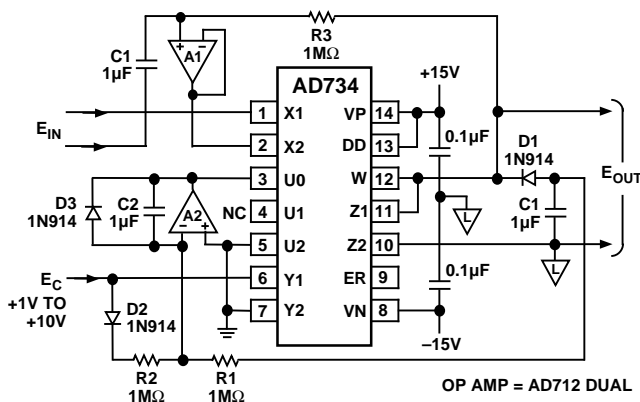 R3
1MΩ
C1
1µF
+ −
A1
AD734
+15V
E_IN
1 X1 VP 14
2 X2 DD 13
0.1µF
D1
1N914
E_OUT
D3
1N914
C2
1µF
A2
− +
3 U0 W 12
NC 4 U1 Z1 11
C1
1µF
L
5 U2 Z2 10
L
E_C
+1V TO
+10V
6 Y1 ER 9
0.1µF
D2
1N914
7 Y2 VN 8
−15V
R2
1MΩ
R1
1MΩ
OP AMP = AD712 DUAL